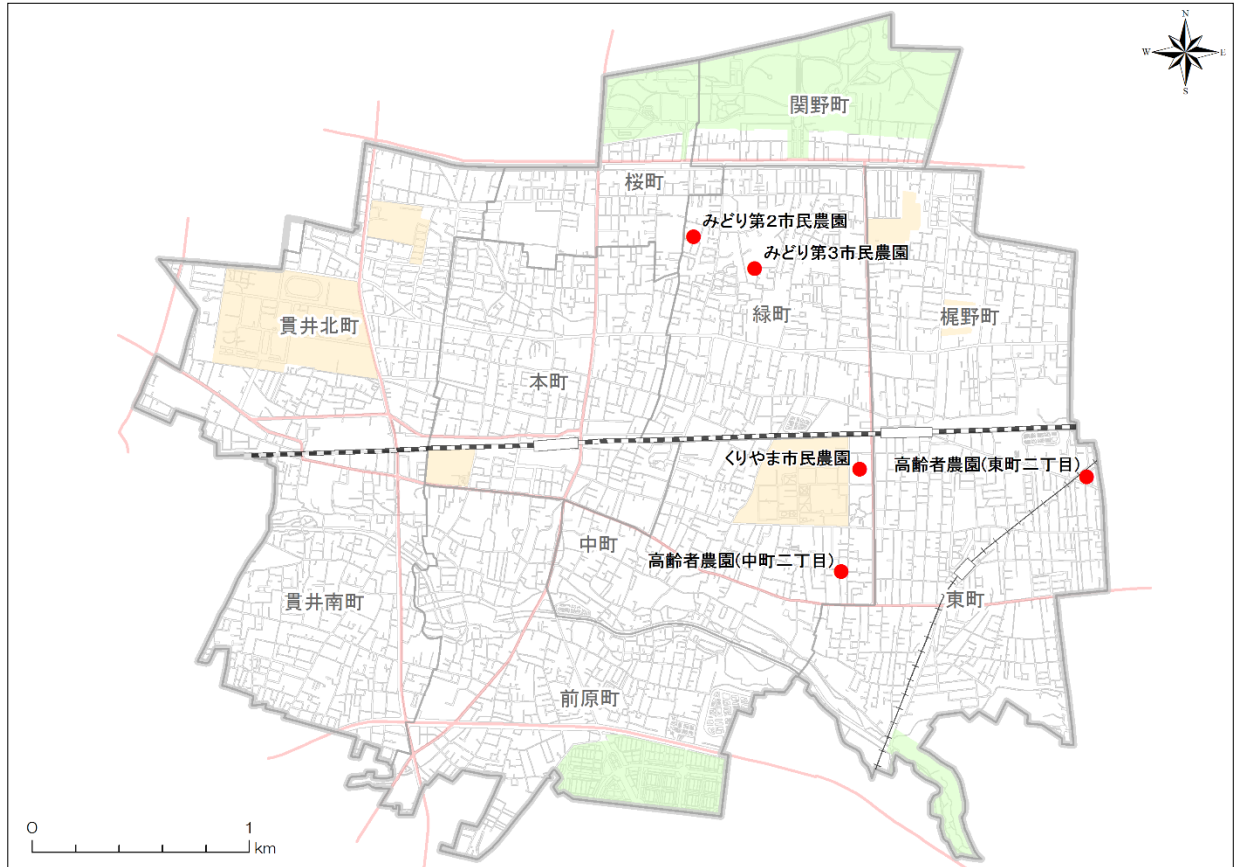 N
W
E
S
関野町
桜町
みどり第2市民農園
みどり第3市民農園
緑町
梶野町
貫井北町
本町
くりやま市民農園
高齢者農園(東町二丁目)
中町
高齢者農園(中町二丁目)
貫井南町
東町
前原町
0
1
km